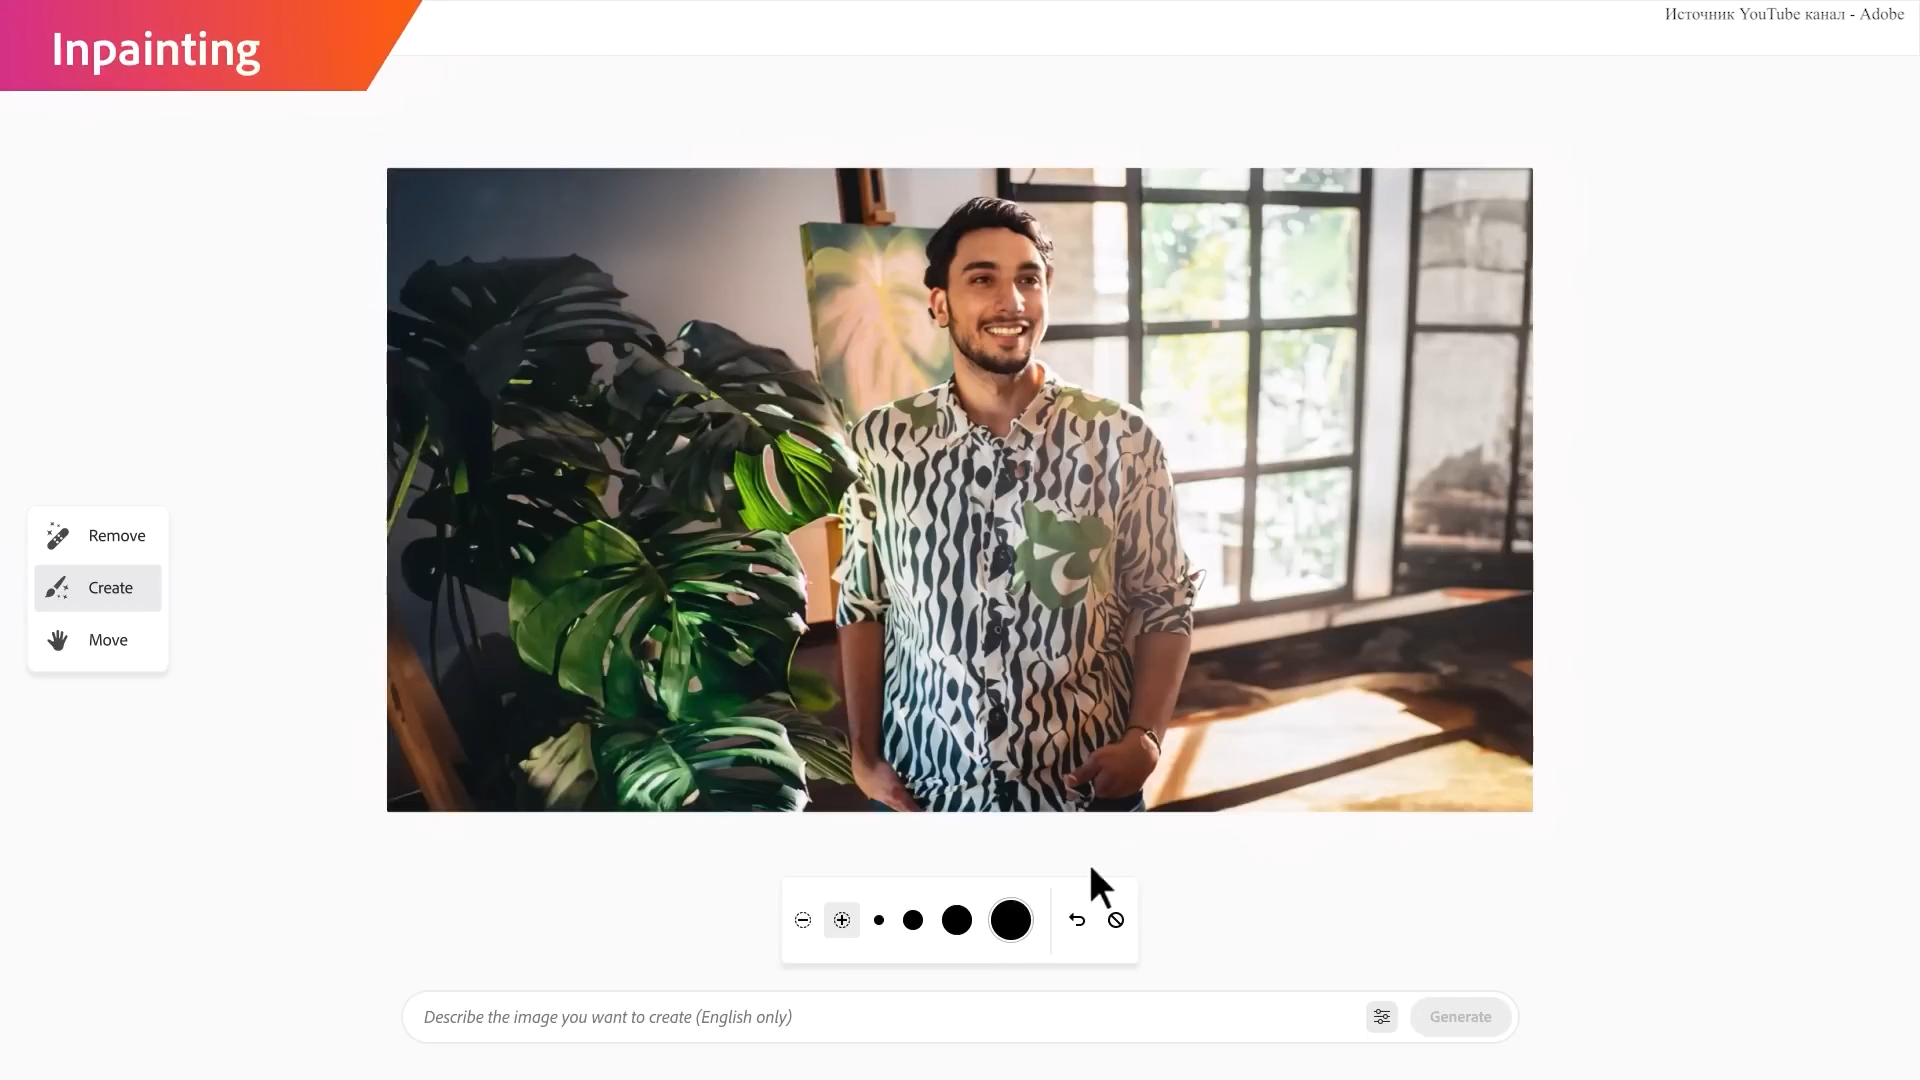 Inpainting
Источник YouTube канал - Adobe
Remove
Create
Move
Describe the image you want to create (English only)
Generate